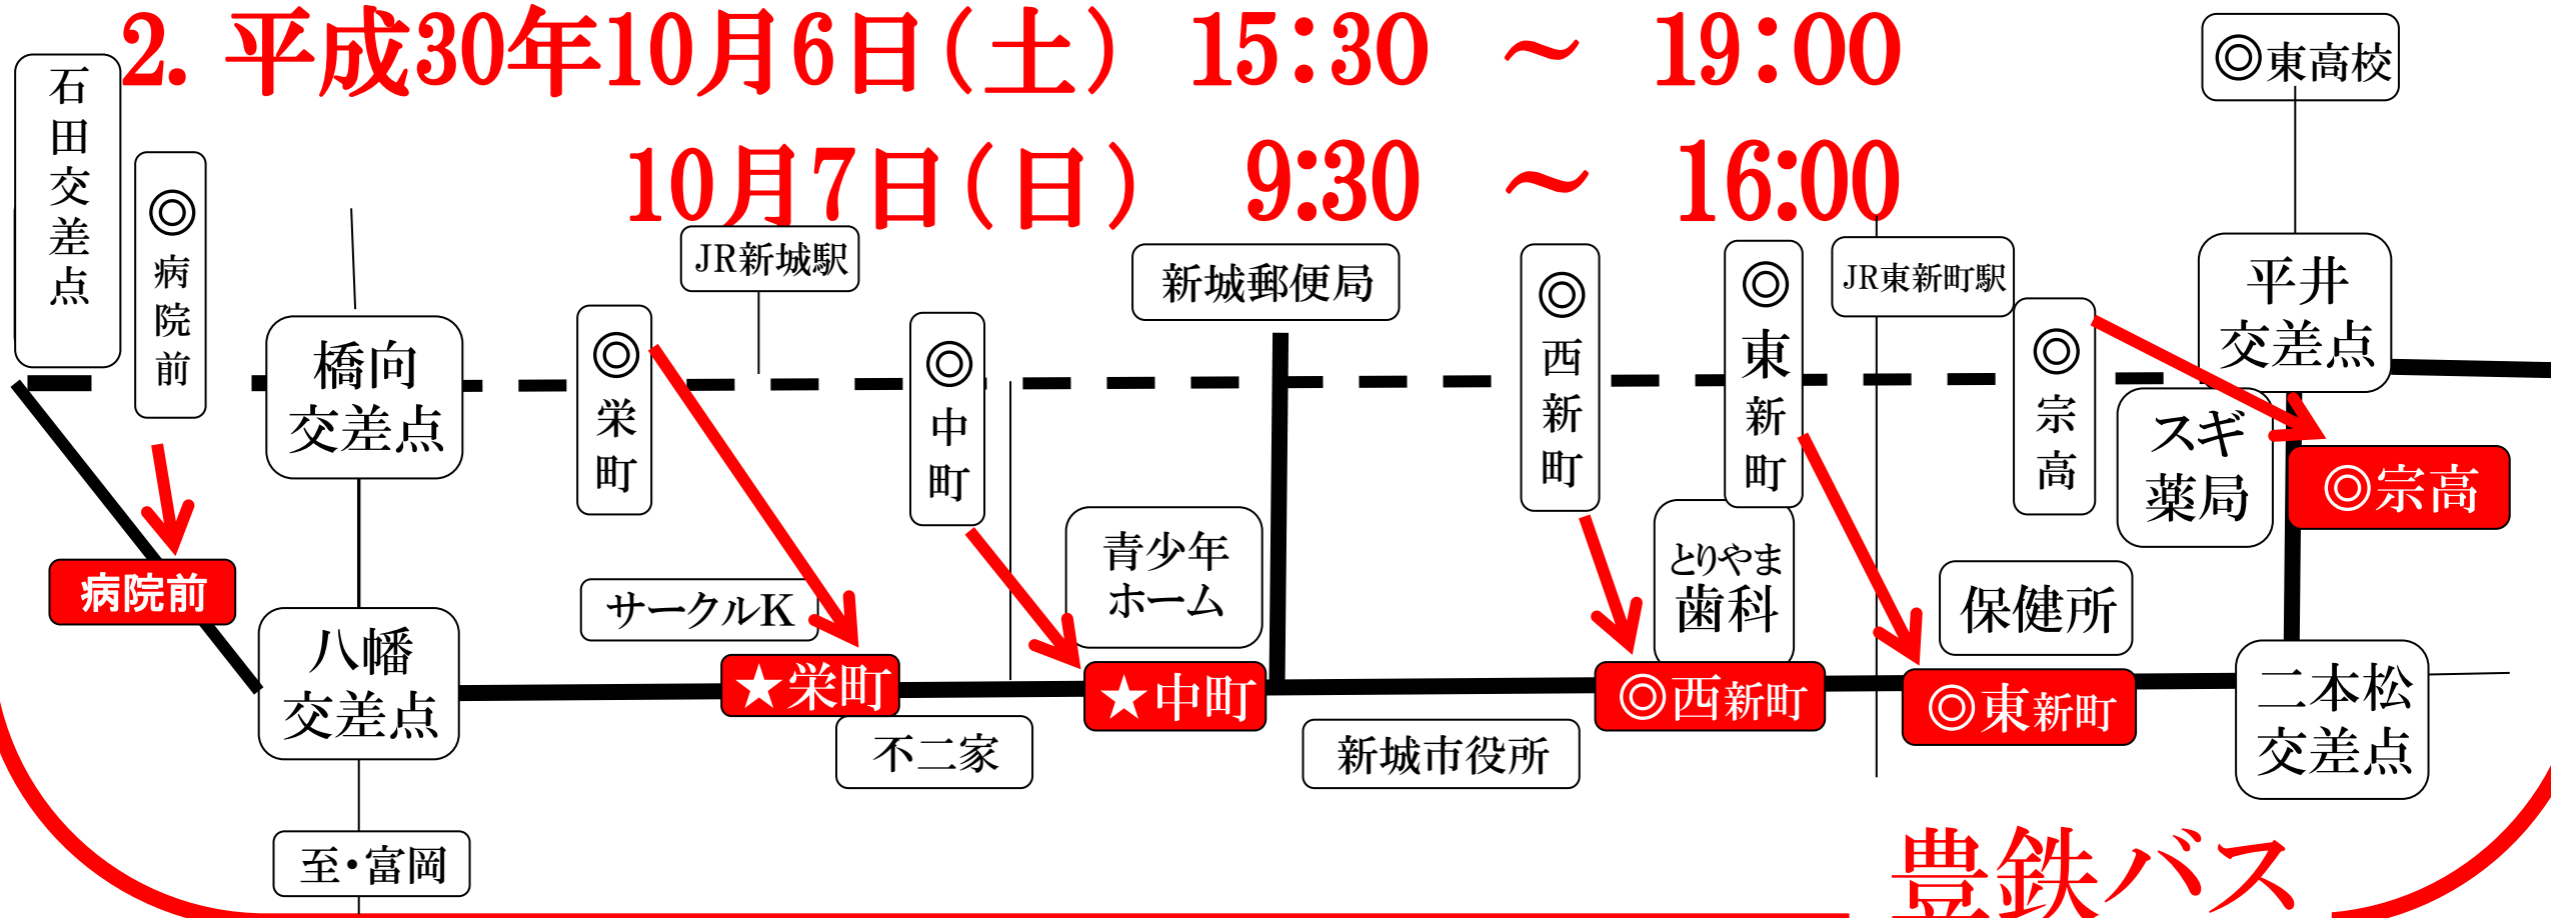 2. 平成30年10月6日(土) 15:30 ～ 19:00
10月7日(日) 9:30 ～ 16:00
石田交差点
◎病院前
橋向
交差点
◎栄町
JR新城駅
◎中町
新城郵便局
◎西新町
◎東新町
JR東新町駅
◎宗高
◎東高校
平井
交差点
スギ
薬局
◎宗高
病院前
八幡
交差点
サークルK
★栄町
不二家
青少年
ホーム
★中町
新城市役所
とりやま
歯科
◎西新町
保健所
◎東新町
二本松
交差点
至・富岡
豊鉄バス